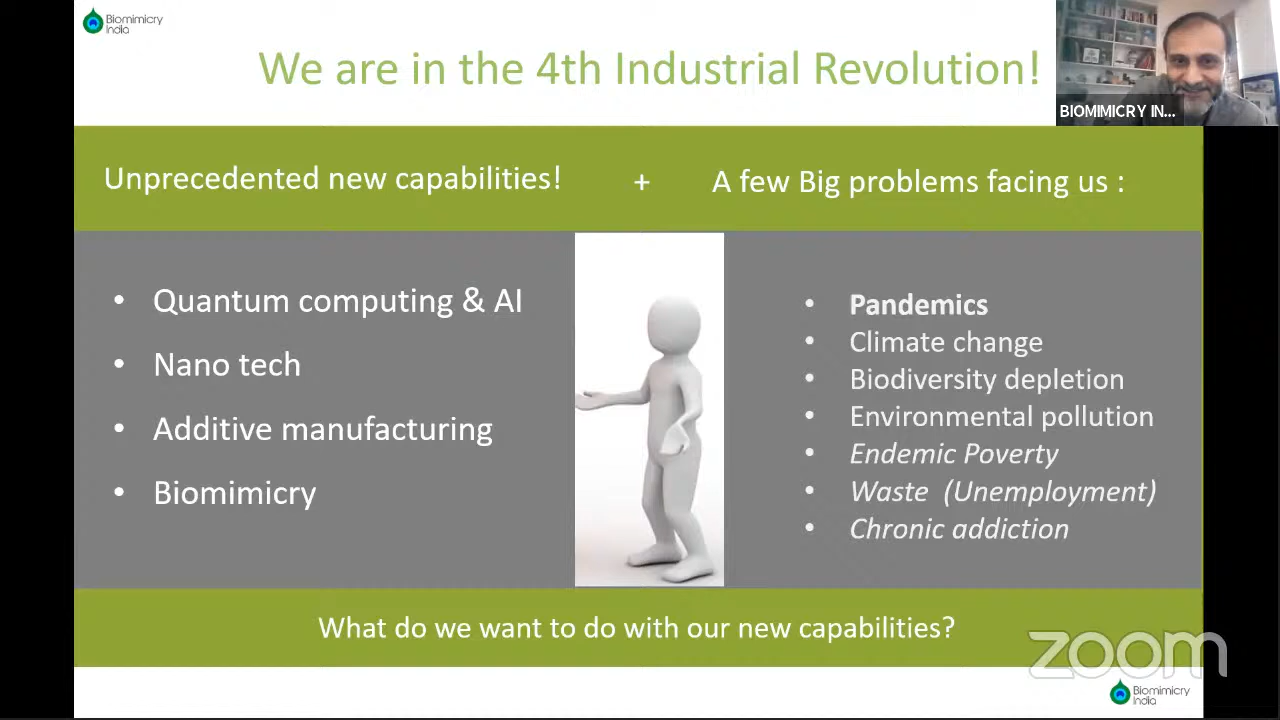 Biomimicry
India
We are in the 4th Industrial Revolution!
BIOMIMICRY IN...
Unprecedented new capabilities!
+
A few Big problems facing us :
• Quantum computing & AI
• Nano tech
• Additive manufacturing
• Biomimicry
• Pandemics
• Climate change
• Biodiversity depletion
• Environmental pollution
• Endemic Poverty
• Waste (Unemployment)
• Chronic addiction
What do we want to do with our new capabilities?
zoom
Biomimicry
India